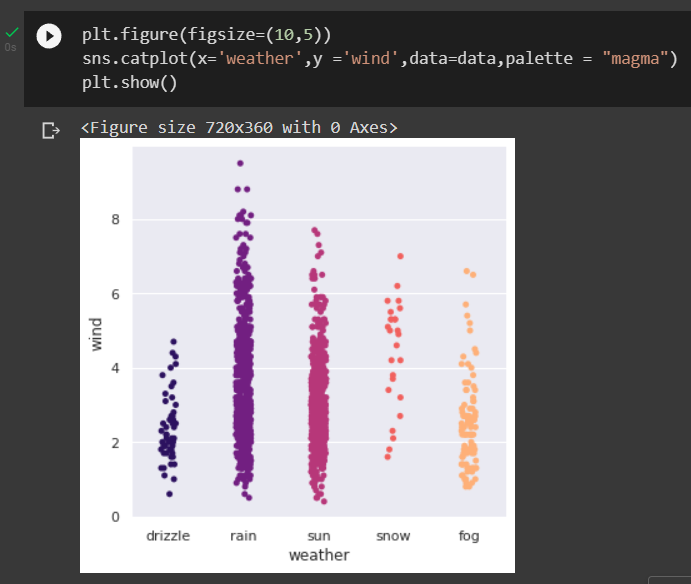 plt.figure(figsize=(10,5))
sns.catplot(x='weather',y ='wind',data=data,palette = "magma")
plt.show()
0s
<Figure size 720x360 with 0 Axes>
8
6
4
2
0
wind
drizzle rain sun snow fog
weather